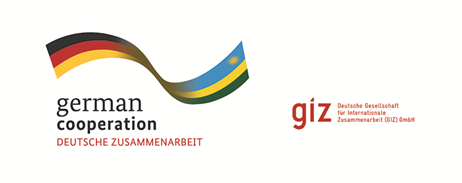 german
cooperation
DEUTSCHE ZUSAMMENARBEIT
giz
Deutsche Gesellschaft
für Internationale
Zusammenarbeit (GIZ) GmbH